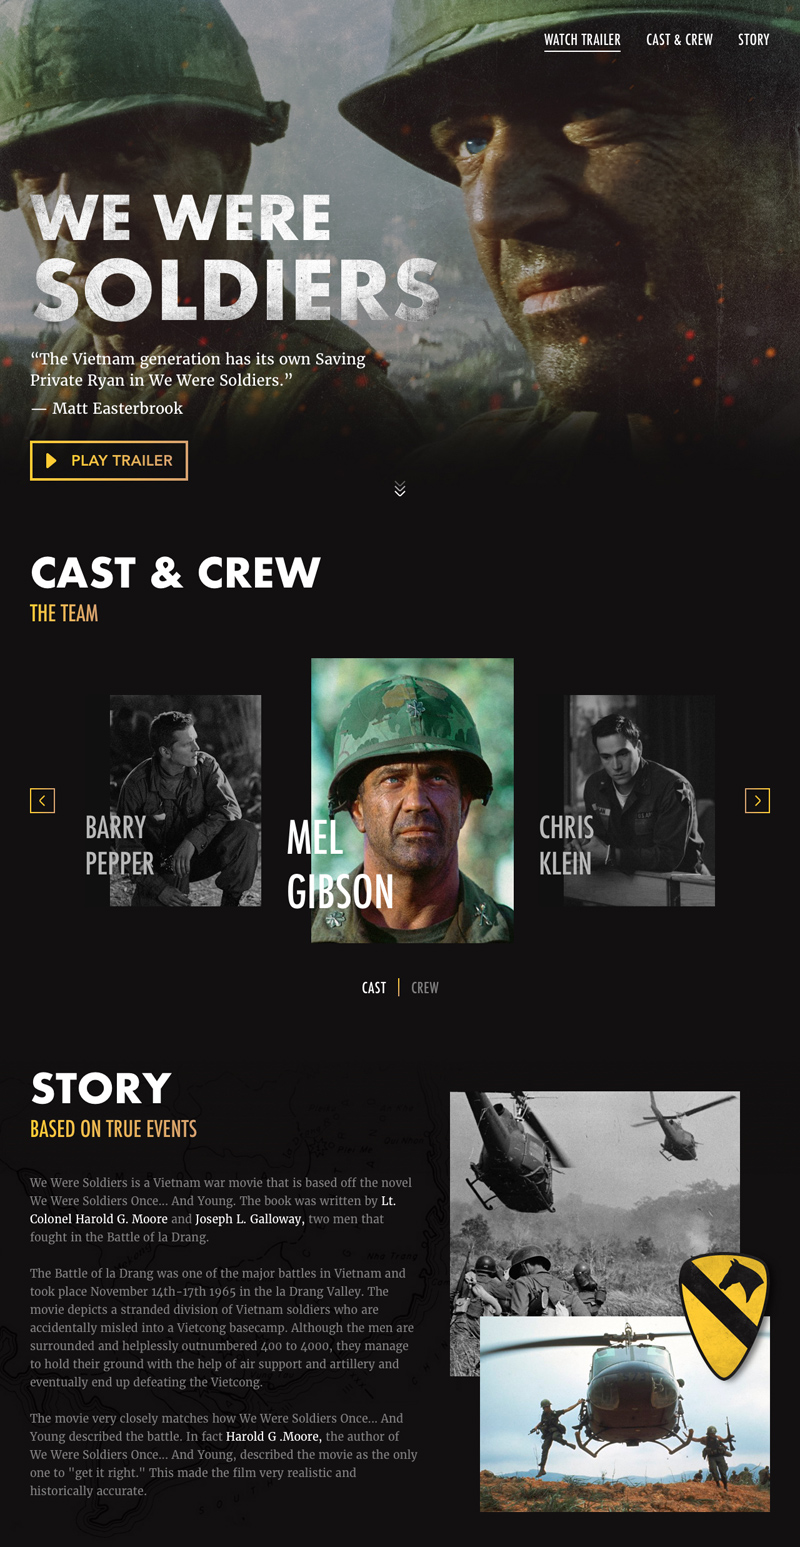 WATCH TRAILER CAST & CREW STORY
WE WERE
SOLDIERS
“The Vietnam generation has its own Saving
Private Ryan in We Were Soldiers.”
— Matt Easterbrook
PLAY TRAILER
CAST & CREW
THE TEAM
BARRY
PEPPER
MEL
GIBSON
CHRIS
KLEIN
CAST | CREW
STORY
BASED ON TRUE EVENTS
We Were Soldiers is a Vietnam war movie that is based off the novel
We Were Soldiers Once... And Young. The book was written by Lt.
Colonel Harold G. Moore and Joseph L. Galloway, two men that
fought in the Battle of la Drang.
The Battle of la Drang was one of the major battles in Vietnam and
took place November 14th-17th 1965 in the la Drang Valley. The
movie depicts a stranded division of Vietnam soldiers who are
accidentally misled into a Vietcong basecamp. Although the men are
surrounded and helplessly outnumbered 400 to 4000, they manage
to hold their ground with the help of air support and artillery and
eventually end up defeating the Vietcong.
The movie very closely matches how We Were Soldiers Once... And
Young described the battle. In fact Harold G .Moore, the author of
We Were Soldiers Once... And Young, described the movie as the only
one to "get it right." This made the film very realistic and
historically accurate.